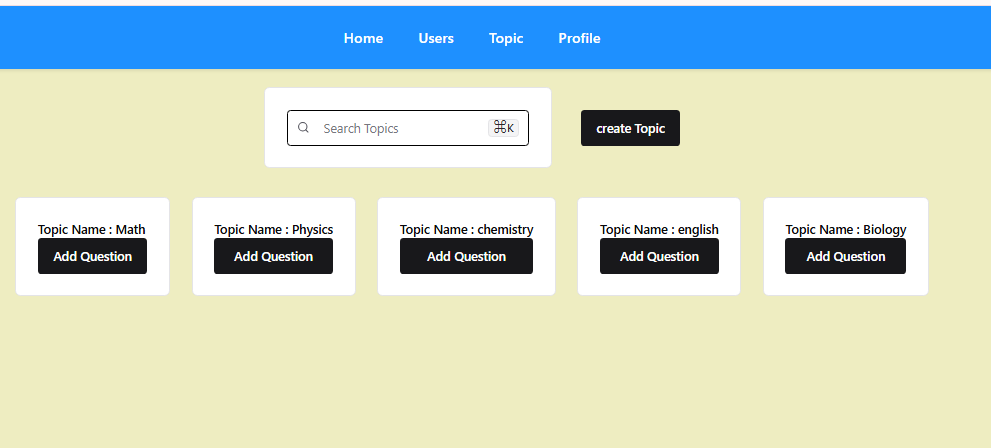 Home Users Topic Profile
Search Topics ⌘K
create Topic
Topic Name : Math
Add Question
Topic Name : Physics
Add Question
Topic Name : chemistry
Add Question
Topic Name : english
Add Question
Topic Name : Biology
Add Question